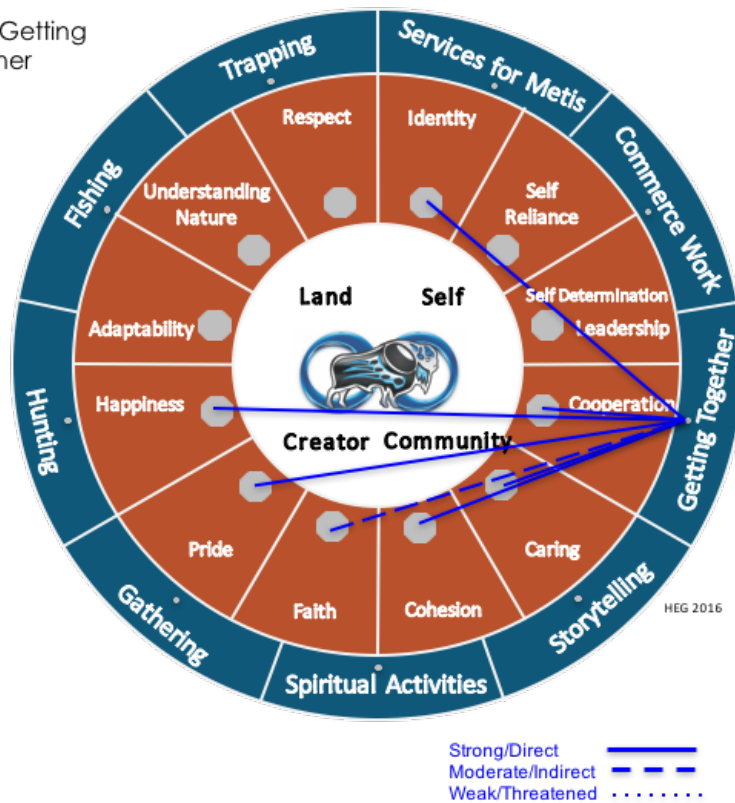 Getting
Trapping
Services for Metis
Commerce Work
Getting Together
Storytelling
Spiritual Activities
Gathering
Hunting
Fishing
Respect
Identity
Self
Reliance
Self Determination
Leadership
Cooperation
Caring
Cohesion
Faith
Pride
Happiness
Adaptability
Understanding
Nature
Land
Self
Creator
Community
HEG 2016
Strong/Direct
Moderate/Indirect
Weak/Threatened